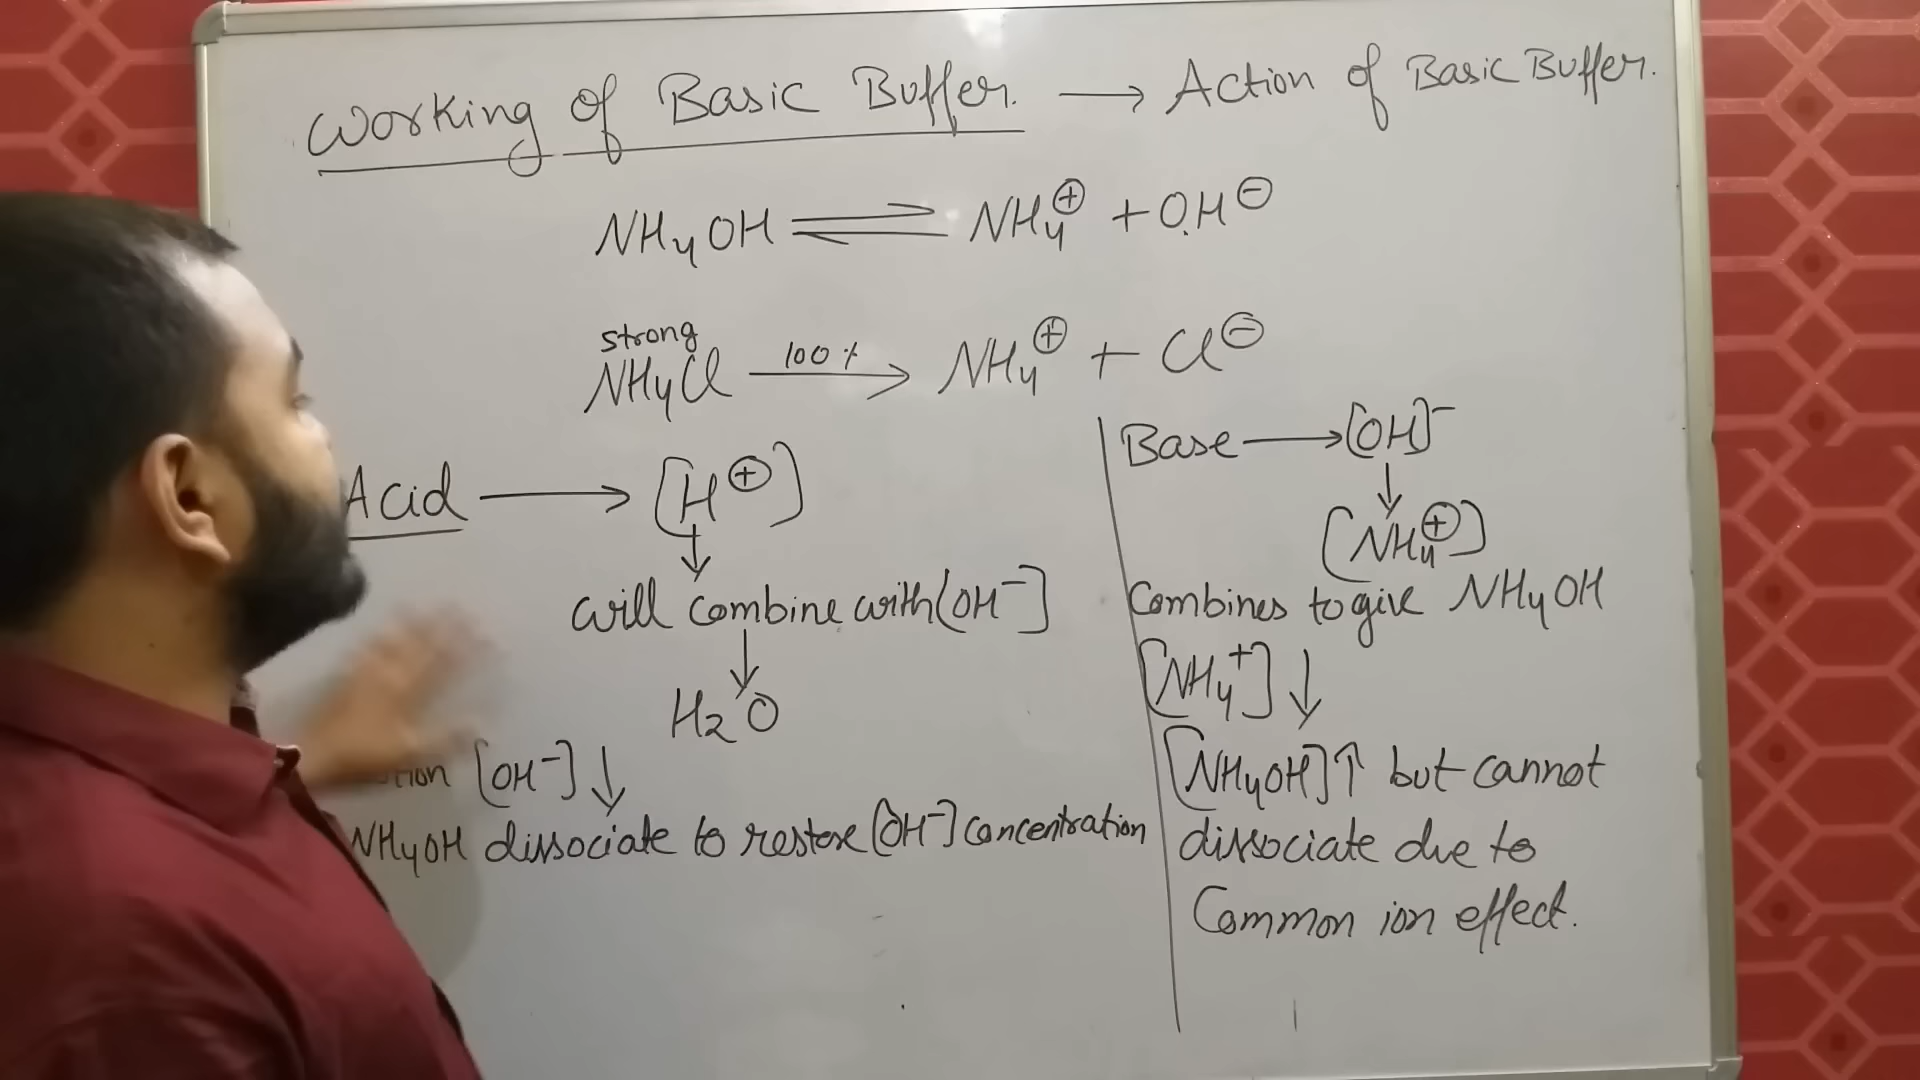 Working of Basic Buffer. → Action of Basic Buffer.
NH₄OH ⇌ NH₄⊕ + OH⊖
strong
NH₄Cl —100%→ NH₄⊕ + Cl⊖
Acid → [H⊕]
↓
will combine with [OH⁻]
↓
H₂O
[OH⁻] ↓
NH₄OH dissociate to restore [OH⁻] concentration
Base → [OH]⁻
↓
[NH₄⊕]
Combines to give NH₄OH
[NH₄⁺] ↓
[NH₄OH] ↑ but cannot
dissociate due to
Common ion effect.